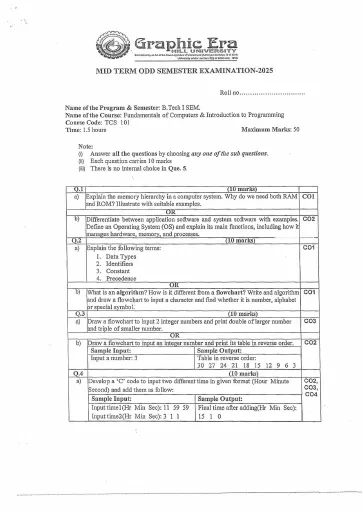 Graphic Era
HILL UNIVERSITY
MID TERM ODD SEMESTER EXAMINATION-2025
Roll no.................................
Name of the Program & Semester: B.Tech I SEM.
Name of the Course: Fundamentals of Computers & Introduction to Programming
Course Code: TCS 101
Time: 1.5 hours Maximum Marks: 50
Note:
(i) Answer all the questions by choosing any one of the sub questions.
(ii) Each question carries 10 marks
(iii) There is no internal choice in Que. 5.
Q.1 (10 marks)
a) Explain the memory hierarchy in a computer system. Why do we need both RAM CO1
and ROM? Illustrate with suitable examples.
OR
b) Differentiate between application software and system software with examples. CO2
Define an Operating System (OS) and explain its main functions, including how it
manages hardware, memory, and processes.
Q.2 (10 marks)
a) Explain the following terms: CO1
1. Data Types
2. Identifiers
3. Constant
4. Precedence
OR
b) What is an algorithm? How is it different from a flowchart? Write and algorithm CO1
and draw a flowchart to input a character and find whether it is number, alphabet
or special symbol.
Q.3 (10 marks)
a) Draw a flowchart to input 2 integer numbers and print double of larger number CO3
and triple of smaller number.
OR
b) Draw a flowchart to input an integer number and print its table in reverse order. CO2
Sample Input: Sample Output:
Input a number: 3 Table in reverse order:
30 27 24 21 18 15 12 9 6 3
Q.4 (10 marks)
a) Develop a 'C' code to input two different time in given format (Hour Minute CO2,
Second) and add them as follow: CO3,
Sample Input: Sample Output: CO4
Input time1(Hr Min Sec): 11 59 59 Final time after adding(Hr Min Sec):
Input time2(Hr Min Sec): 3 1 1 15 1 0